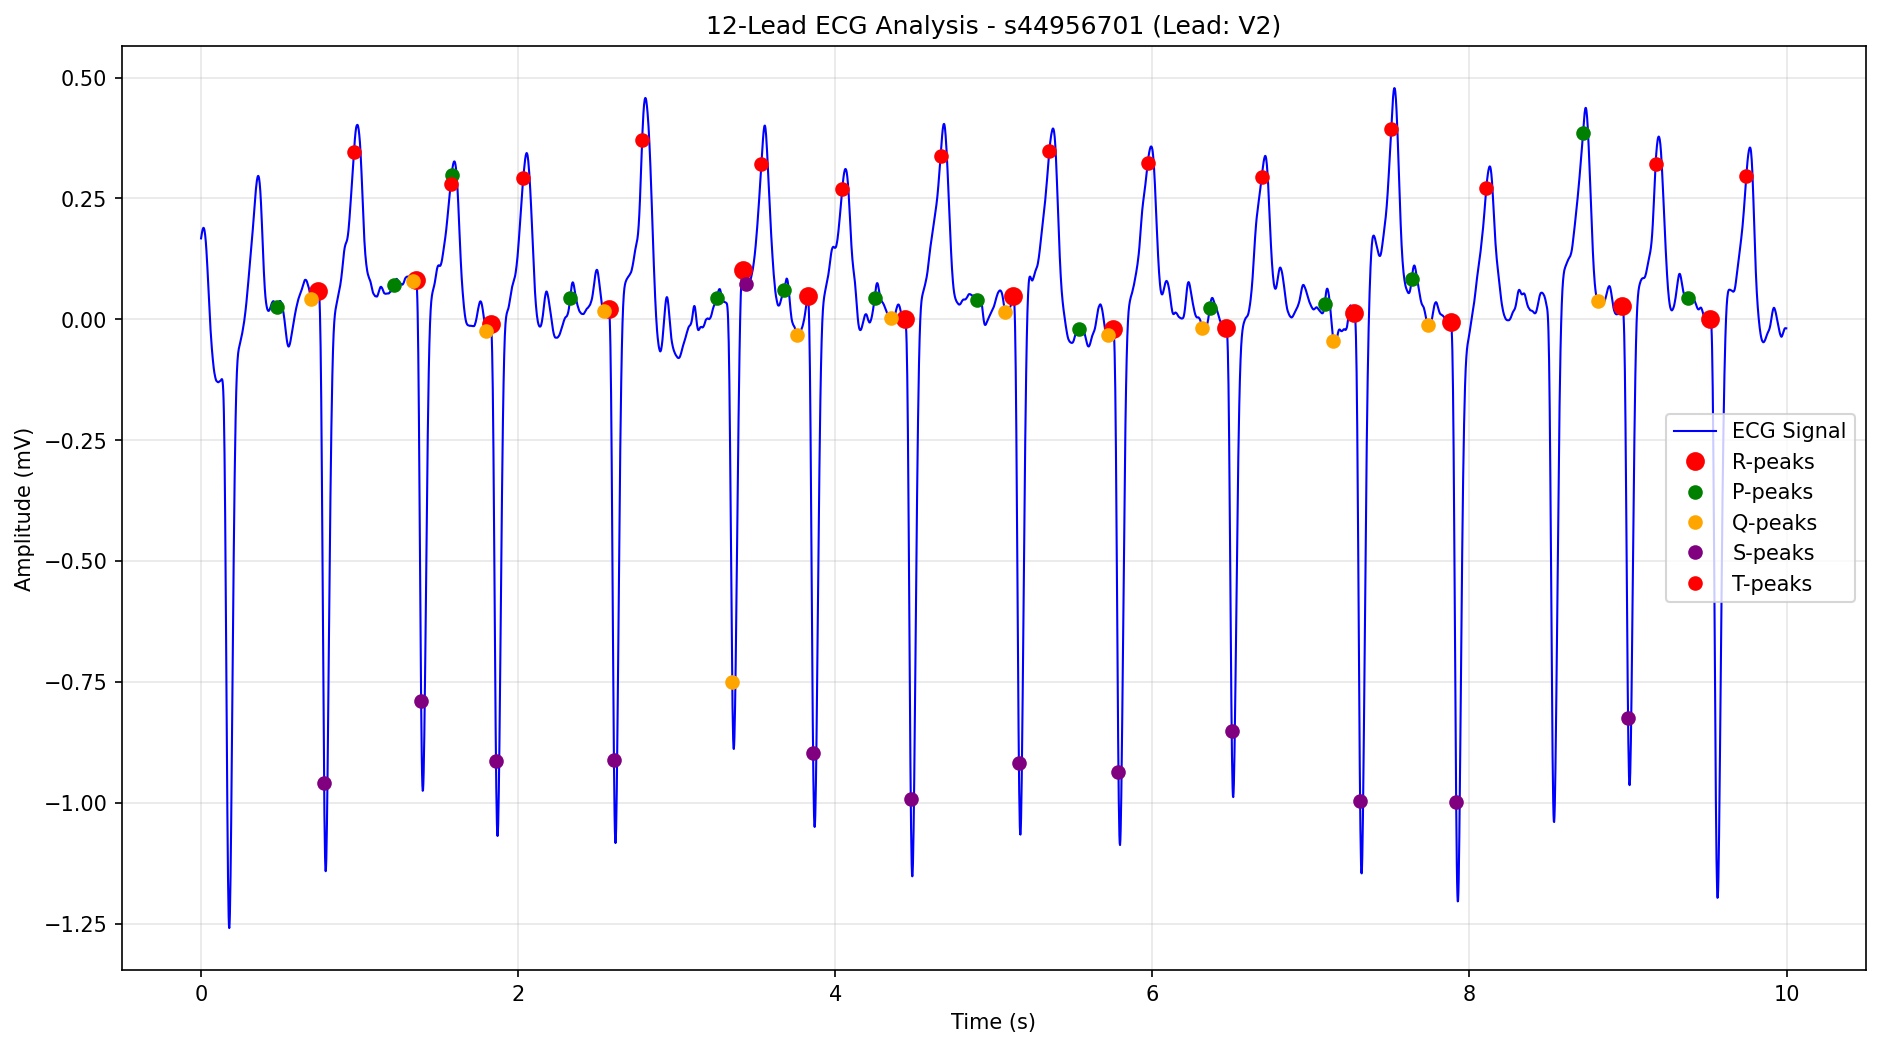 12-Lead ECG Analysis - s44956701 (Lead: V2)
Amplitude (mV)
0.50
0.25
0.00
−0.25
−0.50
−0.75
−1.00
−1.25
ECG Signal
R-peaks
P-peaks
Q-peaks
S-peaks
T-peaks
0 2 4 6 8 10
Time (s)